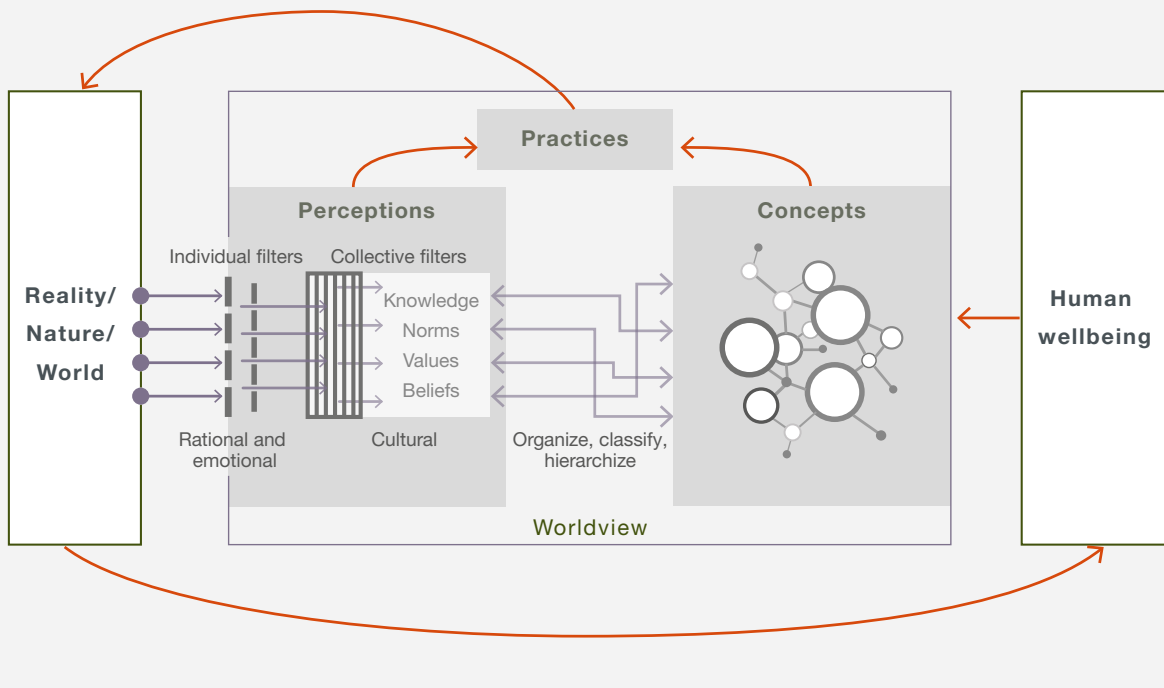 Practices
Perceptions
Concepts
Individual filters
Collective filters
Reality/
Nature/
World
Knowledge
Norms
Values
Beliefs
Human
wellbeing
Rational and
emotional
Cultural
Organize, classify,
hierarchize
Worldview